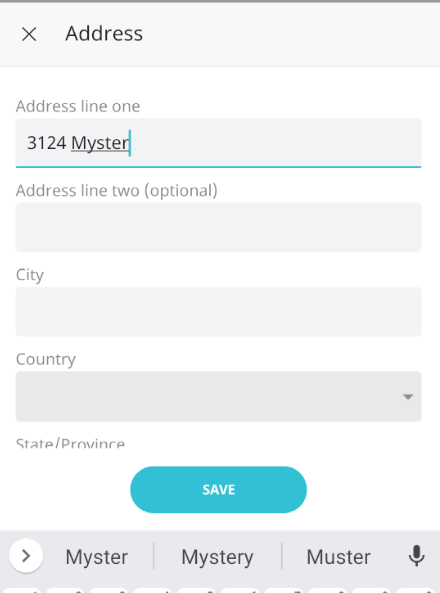 Address
Address line one
3124 Myster
Address line two (optional)
City
Country
State/Province
SAVE
Myster Mystery Muster